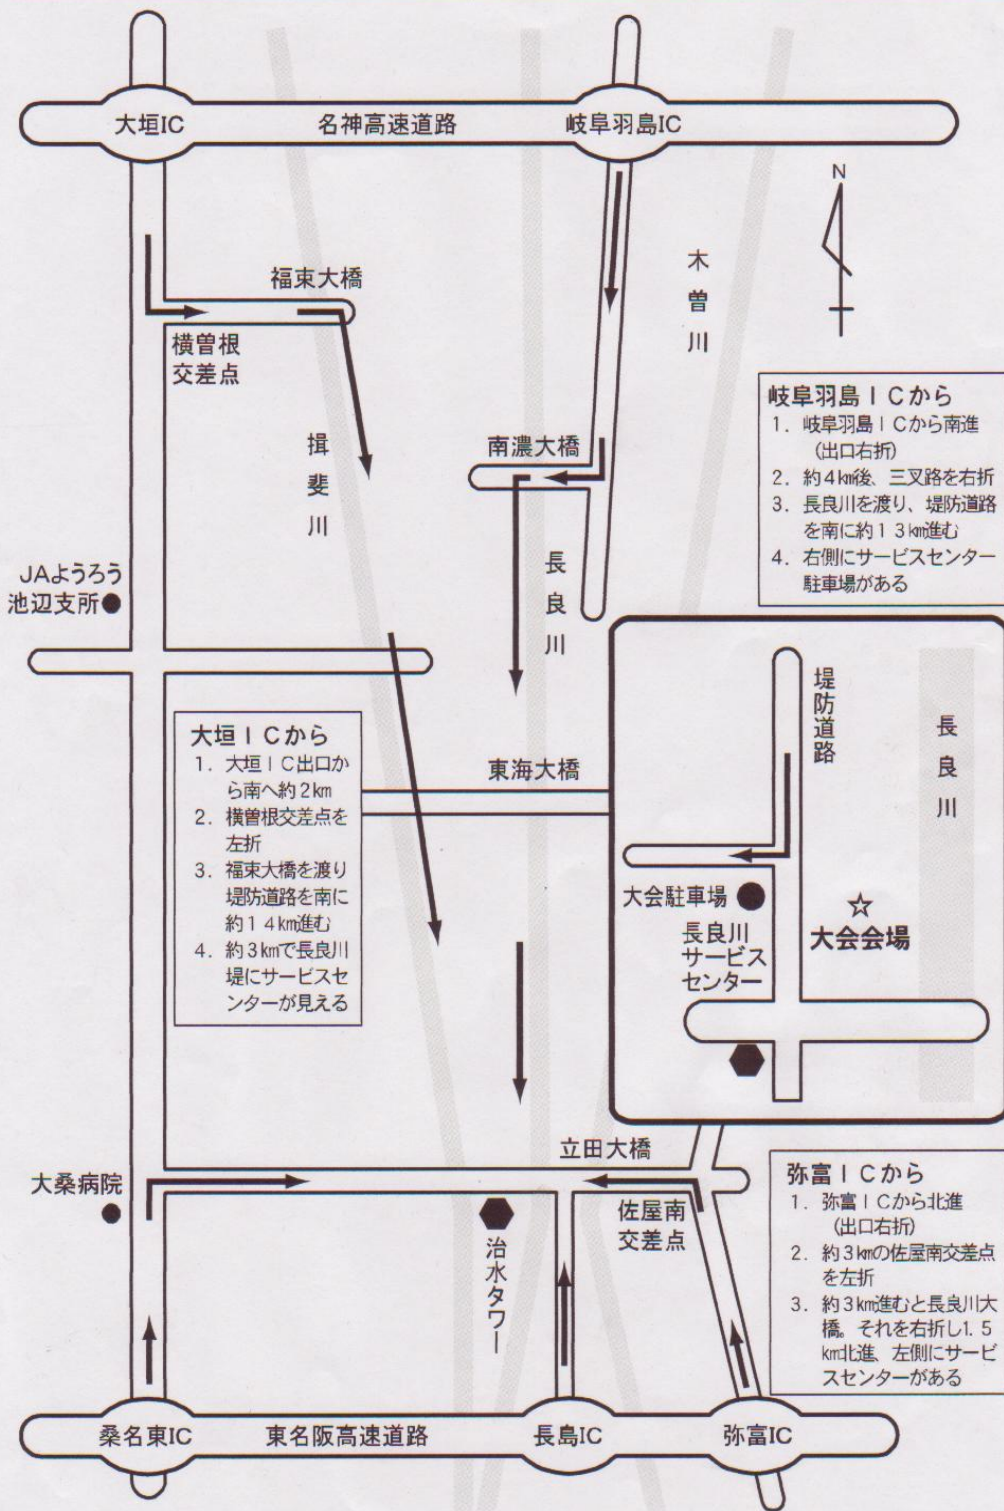 大垣IC
名神高速道路
岐阜羽島IC
N
木曽川
福束大橋
横曽根
交差点
揖斐川
南濃大橋
長良川
岐阜羽島ICから
1. 岐阜羽島ICから南進
(出口右折)
2. 約4km後、三叉路を右折
3. 長良川を渡り、堤防道路
を南に約13km進む
4. 右側にサービスセンター
駐車場がある
JAようろう
池辺支所
大垣ICから
1. 大垣IC出口か
ら南へ約2km
2. 横曽根交差点を
左折
3. 福束大橋を渡り
堤防道路を南に
約14km進む
4. 約3kmで長良川
堤にサービスセ
ンターが見える
東海大橋
堤防道路
長良川
大会駐車場
大会会場
長良川
サービス
センター
立田大橋
大桑病院
佐屋南
交差点
治水タワー
弥富ICから
1. 弥富ICから北進
(出口右折)
2. 約3kmの佐屋南交差点
を左折
3. 約3km進むと長良川大
橋。それを右折し1.5
km北進、左側にサービ
スセンターがある
桑名東IC
東名阪高速道路
長島IC
弥富IC